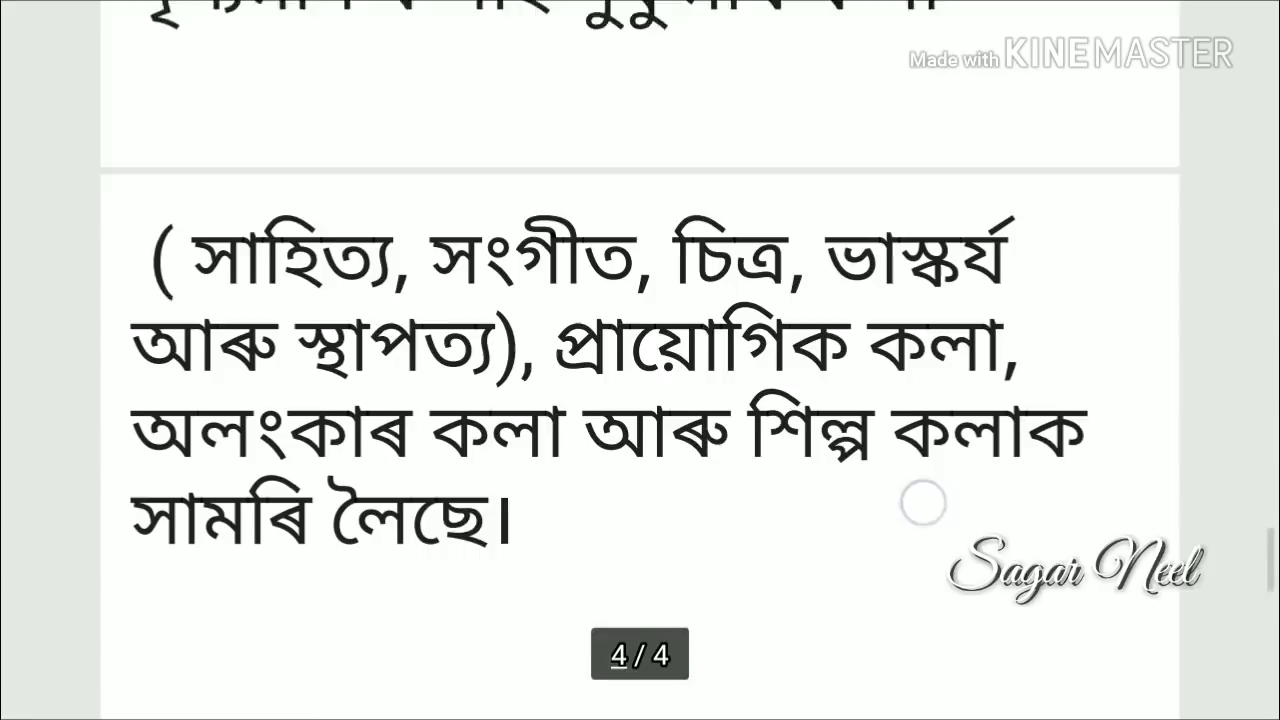 Made with KINEMASTER
( সাহিত্য, সংগীত, চিত্ৰ, ভাস্কৰ্য
আৰু স্থাপত্য), প্ৰায়োগিক কলা,
অলংকাৰ কলা আৰু শিল্প কলাক
সামৰি লৈছে।
Sagar Neel
4 / 4